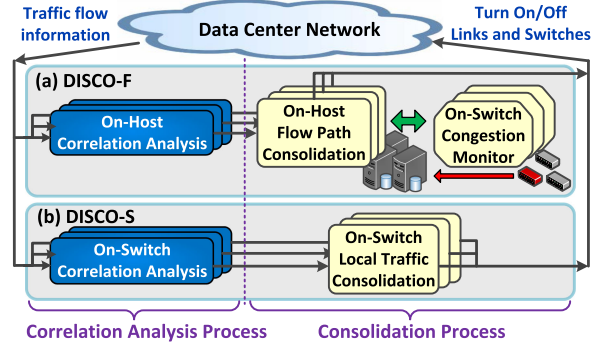 Traffic flow
information
Data Center Network
Turn On/Off
Links and Switches
(a) DISCO-F
On-Host
Correlation Analysis
On-Host
Flow Path
Consolidation
On-Switch
Congestion
Monitor
(b) DISCO-S
On-Switch
Correlation Analysis
On-Switch
Local Traffic
Consolidation
Correlation Analysis Process
Consolidation Process